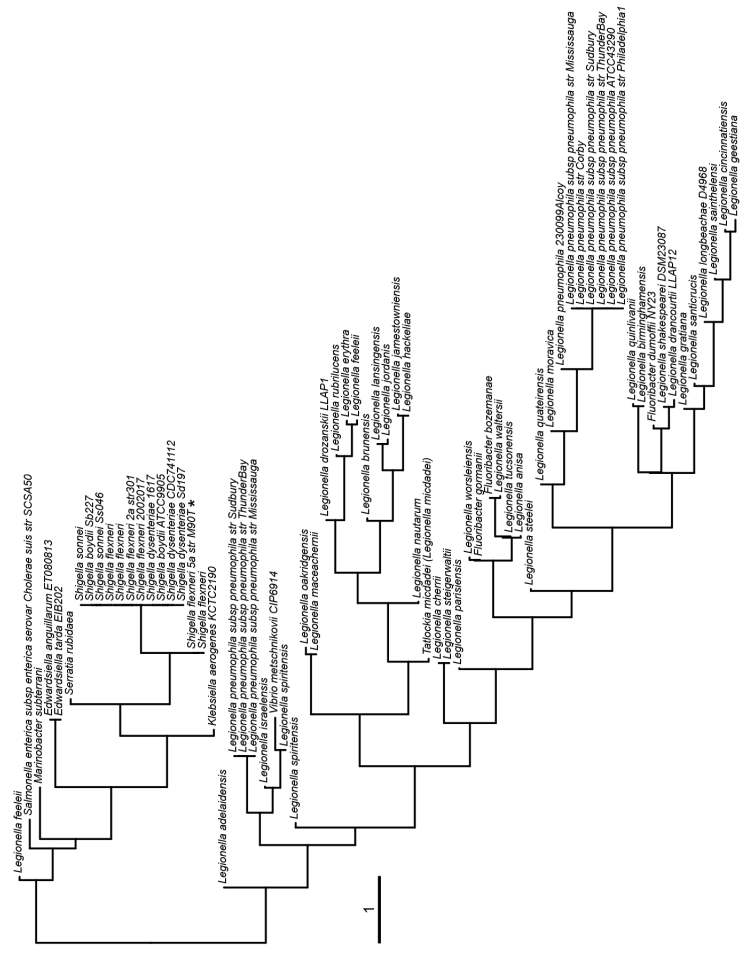 Legionella feeleii
Salmonella enterica subsp enterica serovar Cholerae suis str SCSA50
Marinobacter subterrani
Edwardsiella anguillarum ET080813
Edwardsiella tarda EIB202
Serratia rubidaea
Shigella sonnei
Shigella boydii Sb227
Shigella sonnei Ss046
Shigella flexneri
Shigella flexneri
Shigella flexneri 2a str301
Shigella flexneri 2002017
Shigella dysenteriae 1617
Shigella boydii ATCC9905
Shigella dysenteriae CDC741112
Shigella dysenteriae Sd197
Shigella flexneri 5a str M90T ★
Shigella flexneri
Klebsiella aerogenes KCTC2190
Legionella adelaidensis
Legionella pneumophila subsp pneumophila str Sudbury
Legionella pneumophila subsp pneumophila str ThunderBay
Legionella pneumophila subsp pneumophila str Mississauga
Legionella israelensis
Vibrio metschnikovii CIP6914
Legionella spiritensis
Legionella spiritensis
Legionella oakridgensis
Legionella maceachernii
Legionella drozanskii LLAP1
Legionella rubrilucens
Legionella erythra
Legionella feeleii
Legionella brunensis
Legionella lansingensis
Legionella jordanis
Legionella jamestowniensis
Legionella hackeliae
Legionella nautarum
Tatlockia micdadei (Legionella micdadei)
Legionella cherrii
Legionella steigerwaltii
Legionella parisiensis
Legionella worsleiensis
Fluoribacter gormanii
Fluoribacter bozemanae
Legionella waltersii
Legionella tucsonensis
Legionella anisa
Legionella steelei
Legionella quateirensis
Legionella moravica
Legionella pneumophila 230099Alcoy
Legionella pneumophila subsp pneumophila str Mississauga
Legionella pneumophila str Corby
Legionella pneumophila subsp pneumophila str Sudbury
Legionella pneumophila subsp pneumophila str ThunderBay
Legionella pneumophila subsp pneumophila ATCC43290
Legionella pneumophila subsp pneumophila str Philadelphia1
Legionella quinlivanii
Legionella birminghamensis
Fluoribacter dumoffii NY23
Legionella shakespearei DSM23087
Legionella drancourtii LLAP12
Legionella gratiana
Legionella santicrucis
Legionella longbeachae D4968
Legionella sainthelensi
Legionella cincinnatiensis
Legionella geestiana
1